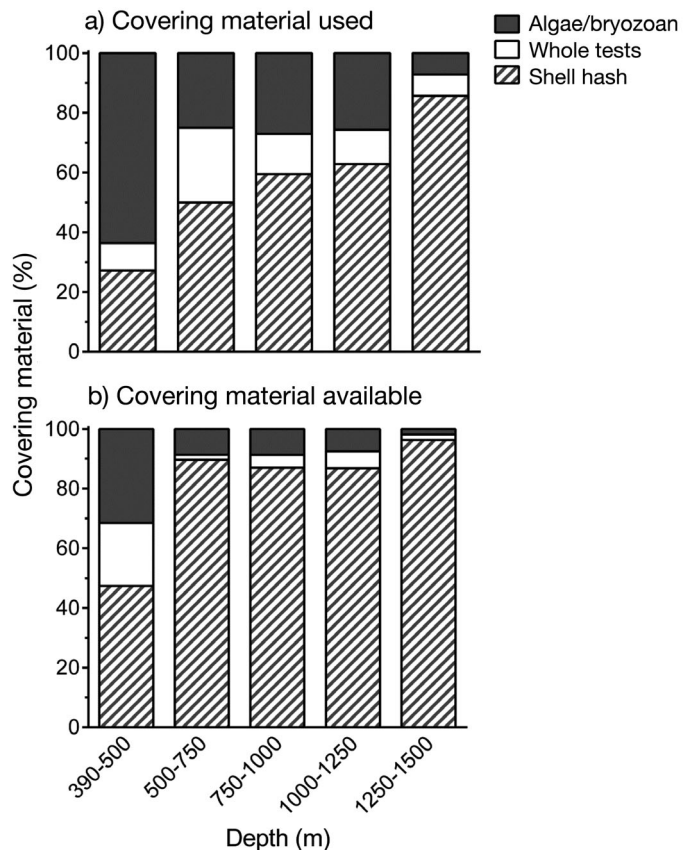 a) Covering material used
Algae/bryozoan
Whole tests
Shell hash
100
80
60
40
20
0
Covering material (%)
b) Covering material available
100
80
60
40
20
0
390-500
500-750
750-1000
1000-1250
1250-1500
Depth (m)